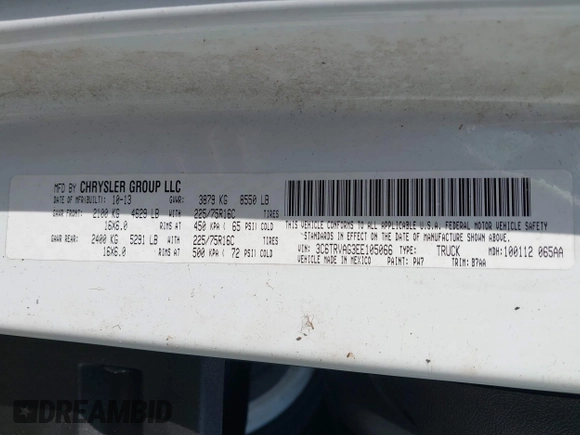 MFD BY CHRYSLER GROUP LLC
DATE OF MFR(BUILT): 10-13 GVWR: 3879 KG 8550 LB
GAWR FRONT: 2100 KG 4629 LB WITH 225/75R16C TIRES
16X6.0 RIMS AT 450 KPA ( 65 PSI) COLD
GAWR REAR: 2400 KG 5291 LB WITH 225/75R16C TIRES
16X6.0 RIMS AT 500 KPA ( 72 PSI) COLD
THIS VEHICLE CONFORMS TO ALL APPLICABLE U.S.A. FEDERAL MOTOR VEHICLE SAFETY
STANDARDS IN EFFECT ON THE DATE OF MANUFACTURE SHOWN ABOVE.
VIN: 3C6TRVAG3EE105066 TYPE: TRUCK MDH:100112 065AA
VEHICLE MADE IN MEXICO PAINT: PW7 TRIM: B7AA
DREAMBID